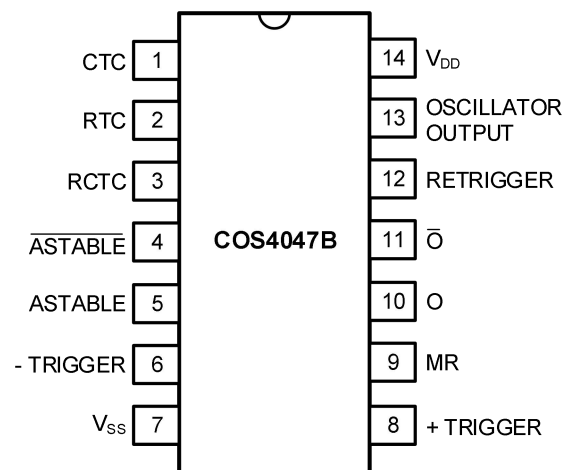 CTC 1
RTC 2
RCTC 3
ASTABLE 4
ASTABLE 5
- TRIGGER 6
VSS 7
COS4047B
14 VDD
13 OSCILLATOR
OUTPUT
12 RETRIGGER
11 O̅
10 O
9 MR
8 + TRIGGER